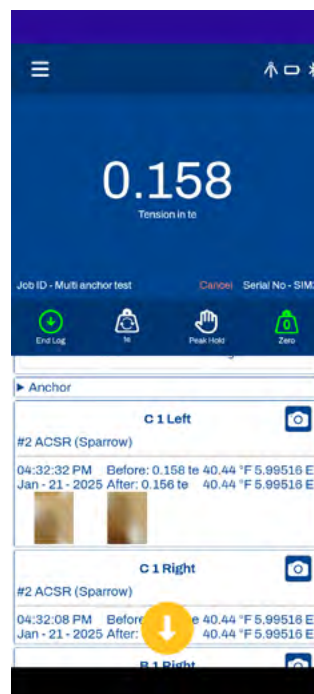 0.158
Tension in te
Job ID - Multi anchor test Cancel Serial No - SIM
End Log te Peak Hold Zero
▶ Anchor
C 1 Left
#2 ACSR (Sparrow)
04:32:32 PM Before: 0.158 te 40.44 °F 5.99516 E
Jan - 21 - 2025 After: 0.156 te 40.44 °F 5.99516 E
C 1 Right
#2 ACSR (Sparrow)
04:32:08 PM Before e 40.44 °F 5.99516 E
Jan - 21 - 2025 After: 40.44 °F 5.99516 E
B 1 Right